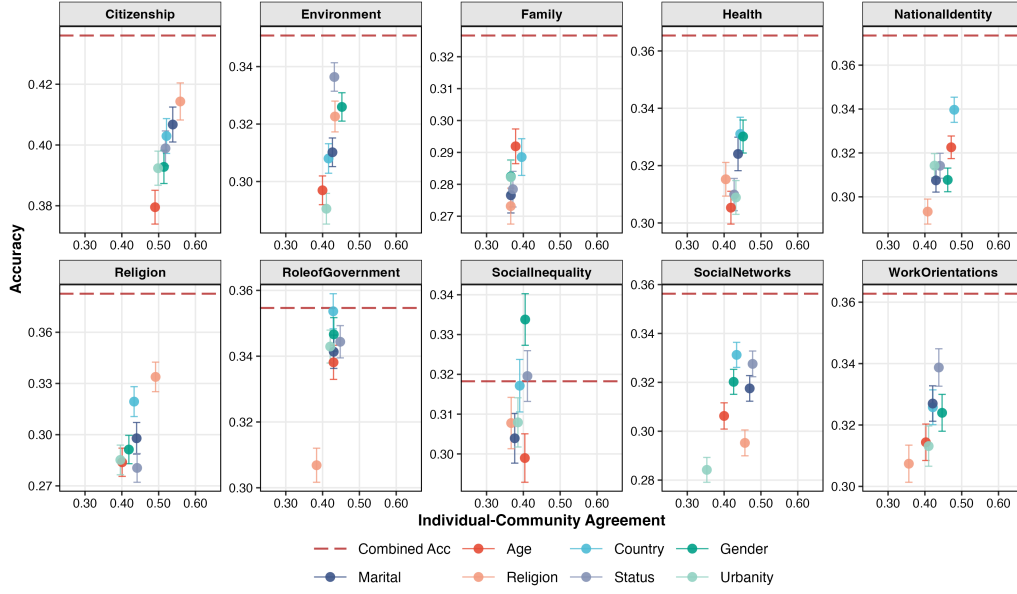 Citizenship Environment Family Health NationalIdentity
0.42 0.40 0.38
0.34 0.32 0.30
0.32 0.31 0.30 0.29 0.28 0.27
0.36 0.34 0.32 0.30
0.36 0.34 0.32 0.30
0.30 0.40 0.50 0.60 0.30 0.40 0.50 0.60 0.30 0.40 0.50 0.60 0.30 0.40 0.50 0.60 0.30 0.40 0.50 0.60
Accuracy
Religion RoleofGovernment SocialInequality SocialNetworks WorkOrientations
0.36 0.33 0.30 0.27
0.36 0.34 0.32 0.30
0.34 0.33 0.32 0.31 0.30
0.36 0.34 0.32 0.30 0.28
0.36 0.34 0.32 0.30
0.30 0.40 0.50 0.60 0.30 0.40 0.50 0.60 0.30 0.40 0.50 0.60 0.30 0.40 0.50 0.60 0.30 0.40 0.50 0.60
Individual-Community Agreement
Combined Acc Age Country Gender
Marital Religion Status Urbanity